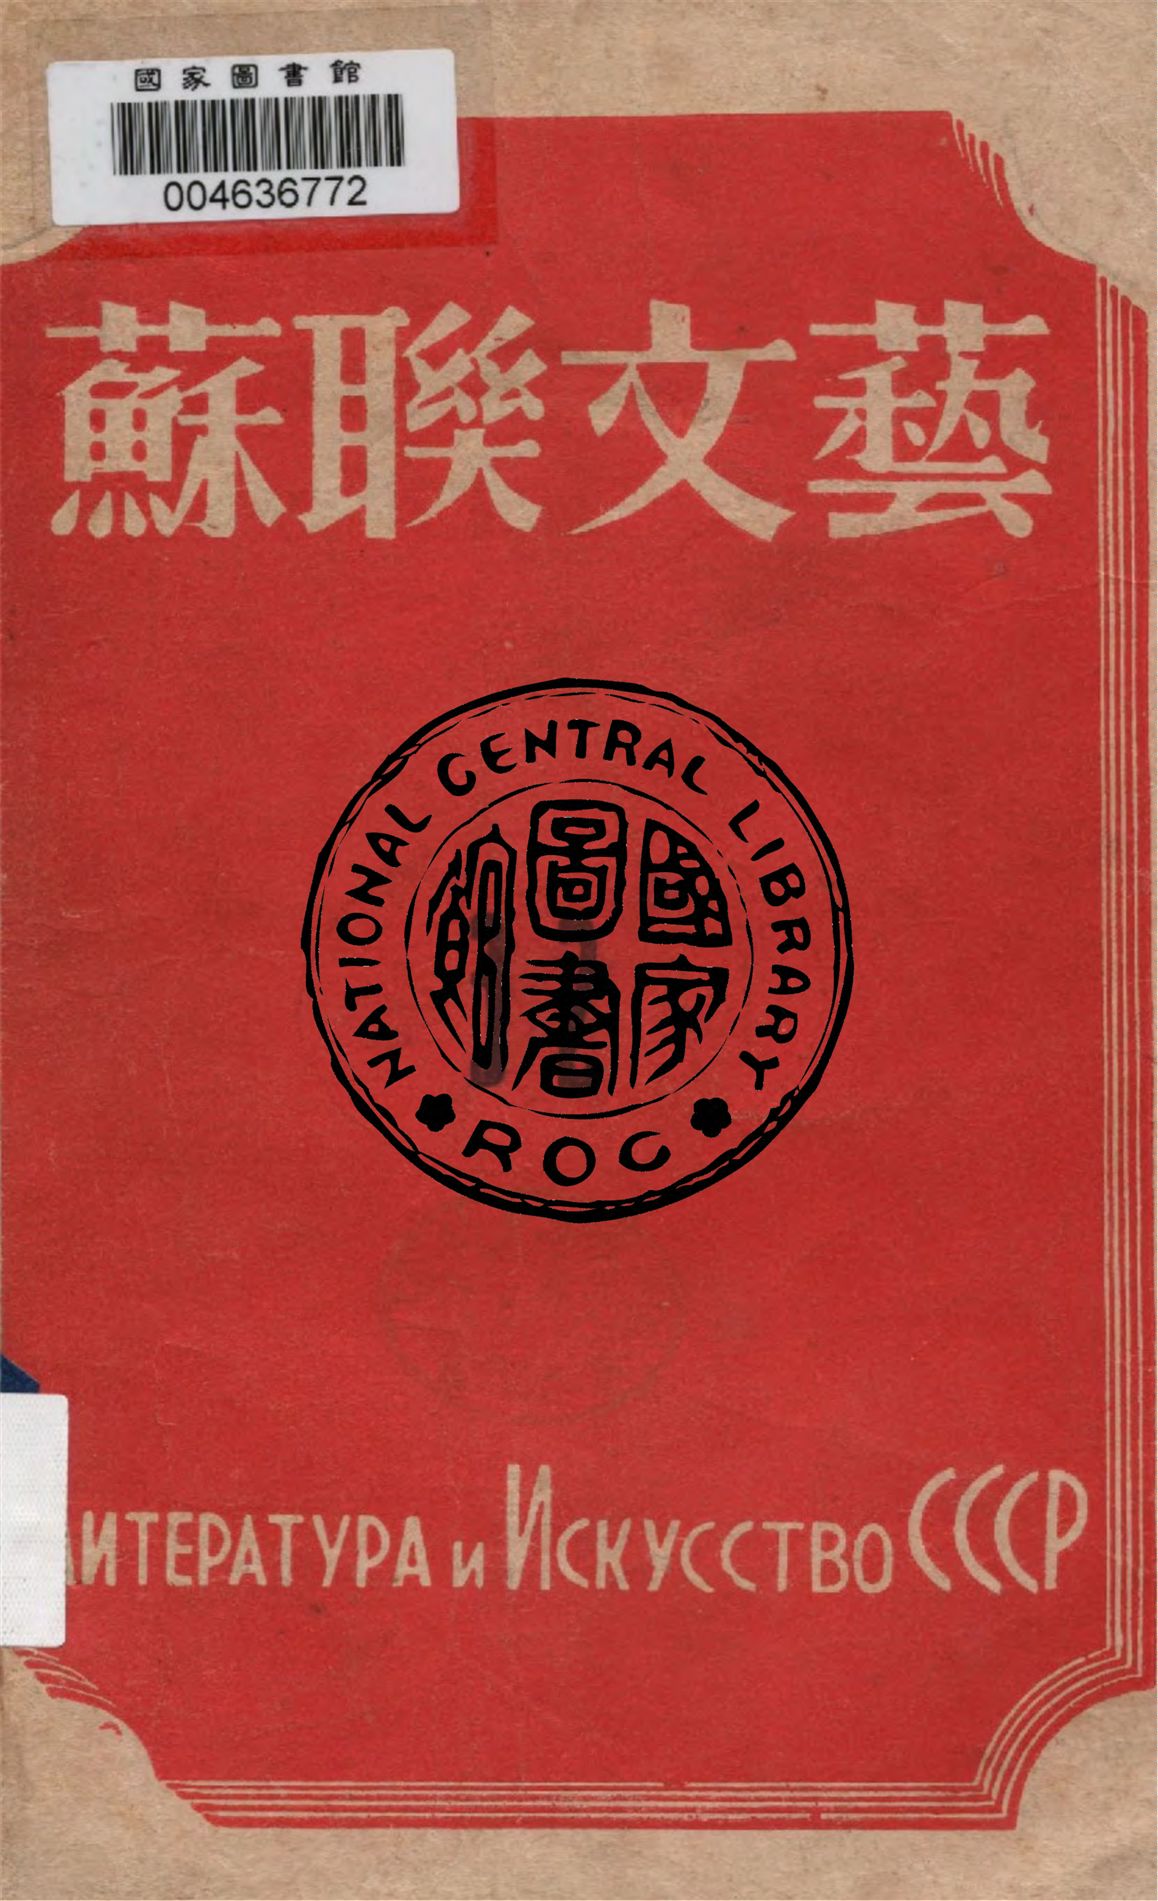 國家圖書館
004636772
蘇聯文藝
NATIONAL CENTRAL LIBRARY
國家圖書館
ROC
ЛИТЕРАТУРА и ИСКУССТВО СССР